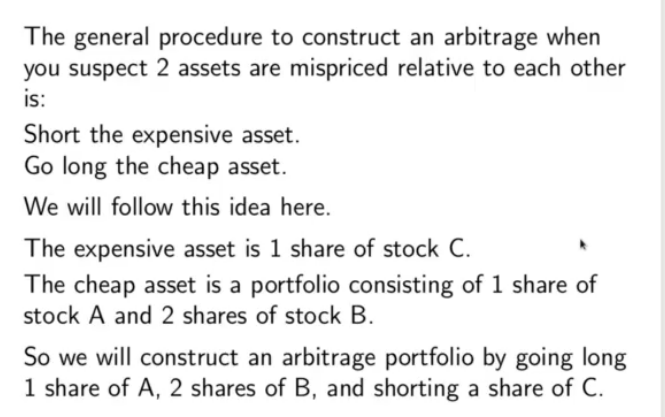 The general procedure to construct an arbitrage when
you suspect 2 assets are mispriced relative to each other
is:
Short the expensive asset.
Go long the cheap asset.
We will follow this idea here.
The expensive asset is 1 share of stock C.
The cheap asset is a portfolio consisting of 1 share of
stock A and 2 shares of stock B.
So we will construct an arbitrage portfolio by going long
1 share of A, 2 shares of B, and shorting a share of C.